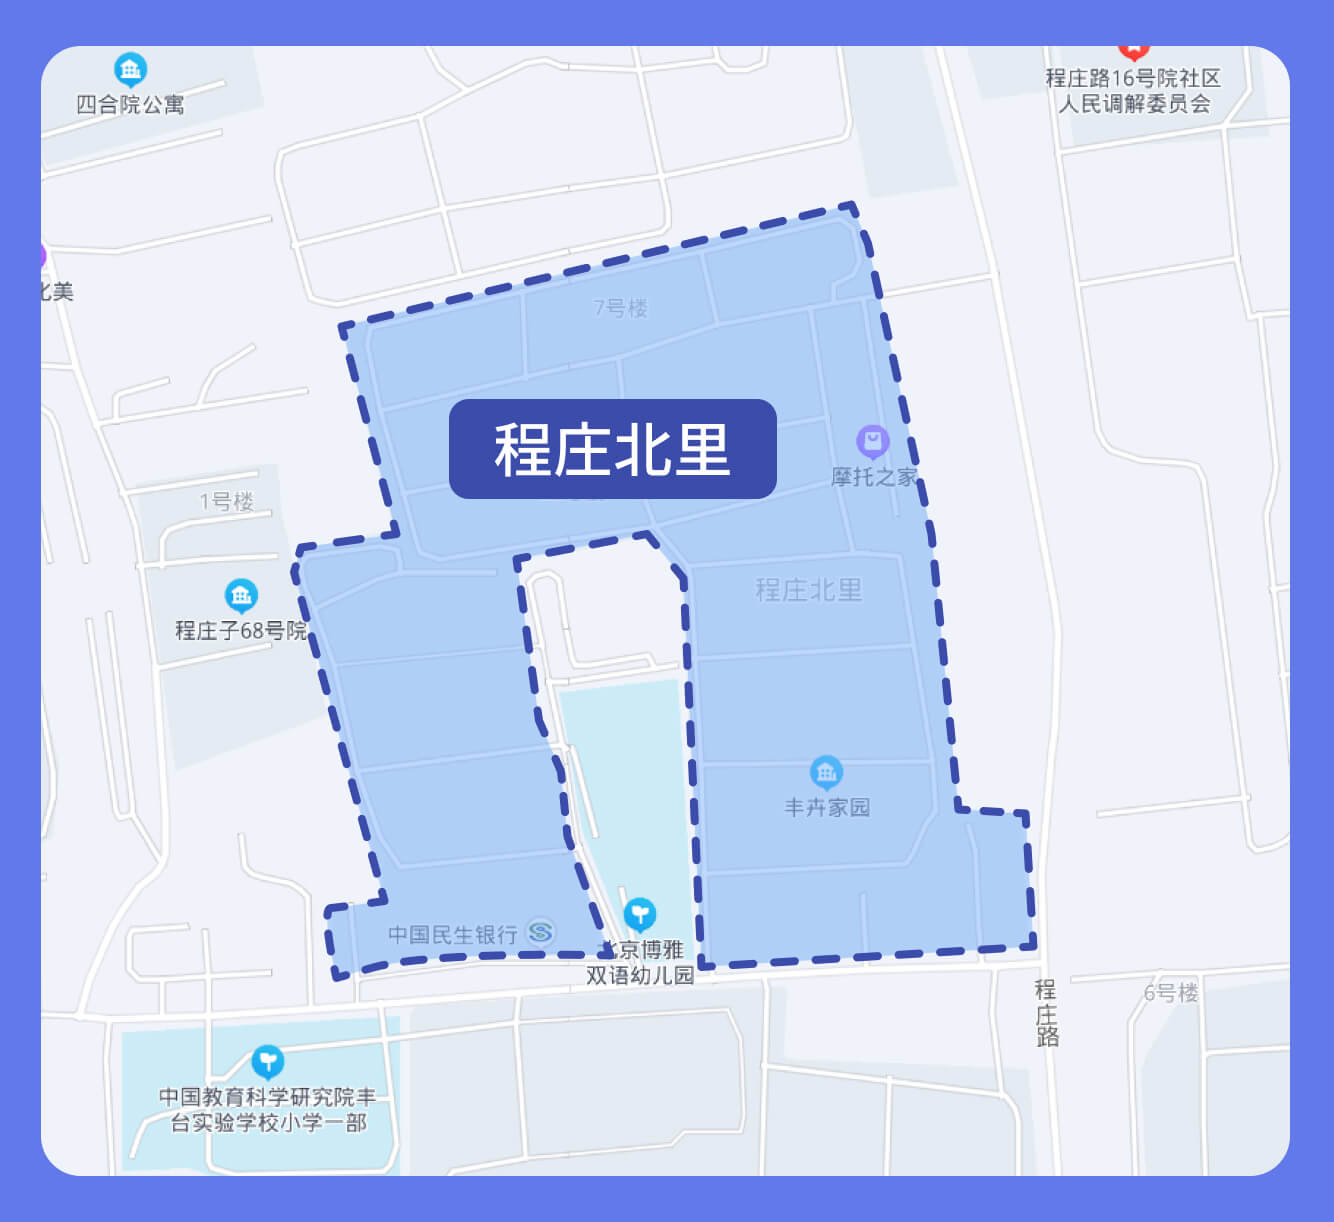 四合院公寓
程庄路16号院社区
人民调解委员会
北美
7号楼
程庄北里
摩托之家
1号楼
程庄北里
程庄子68号院
丰卉家园
中国民生银行
北京博雅
双语幼儿园
程庄路
6号楼
中国教育科学研究院丰
台实验学校小学一部